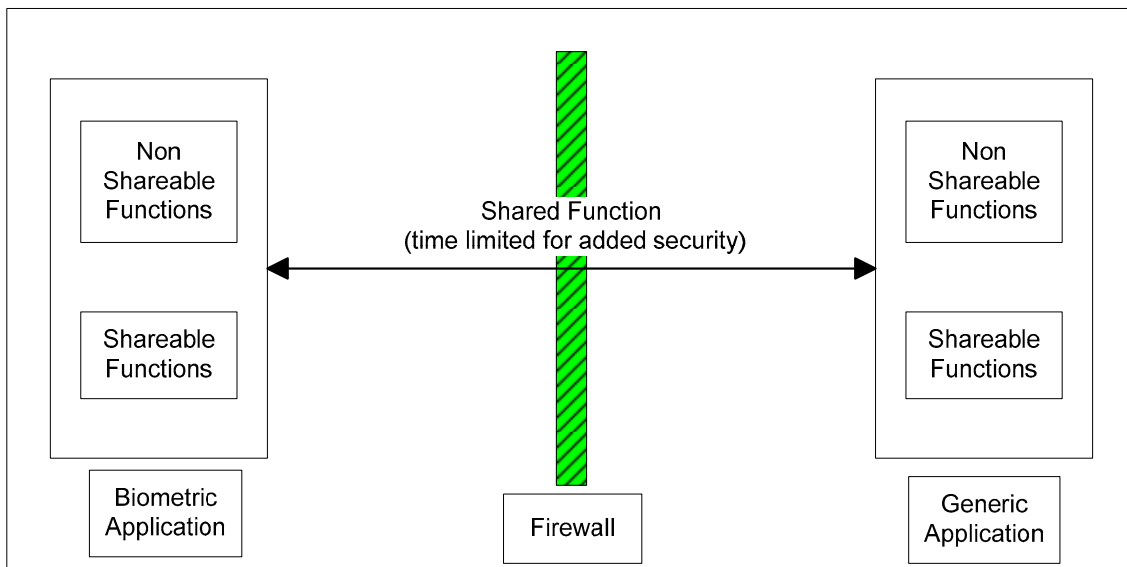 Non
Shareable
Functions
Shareable
Functions
Biometric
Application
Shared Function
(time limited for added security)
Firewall
Non
Shareable
Functions
Shareable
Functions
Generic
Application